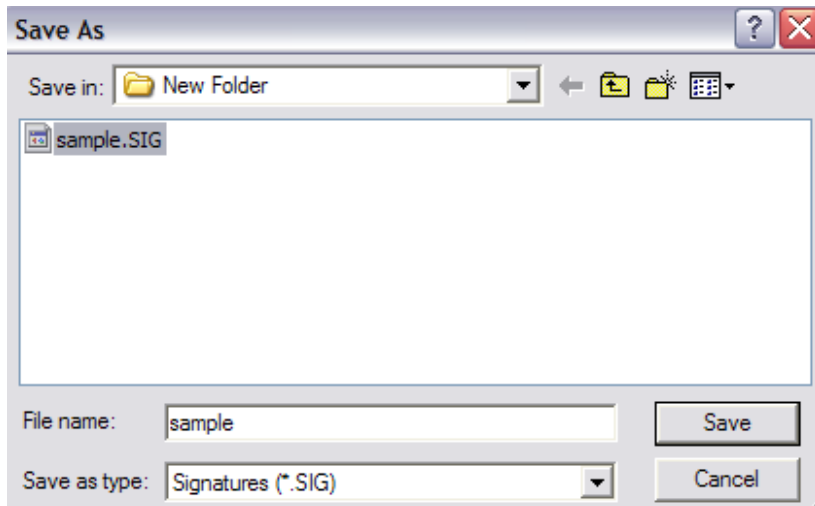 Save As
Save in: New Folder
sample.SIG
File name: sample Save
Save as type: Signatures (*.SIG) Cancel